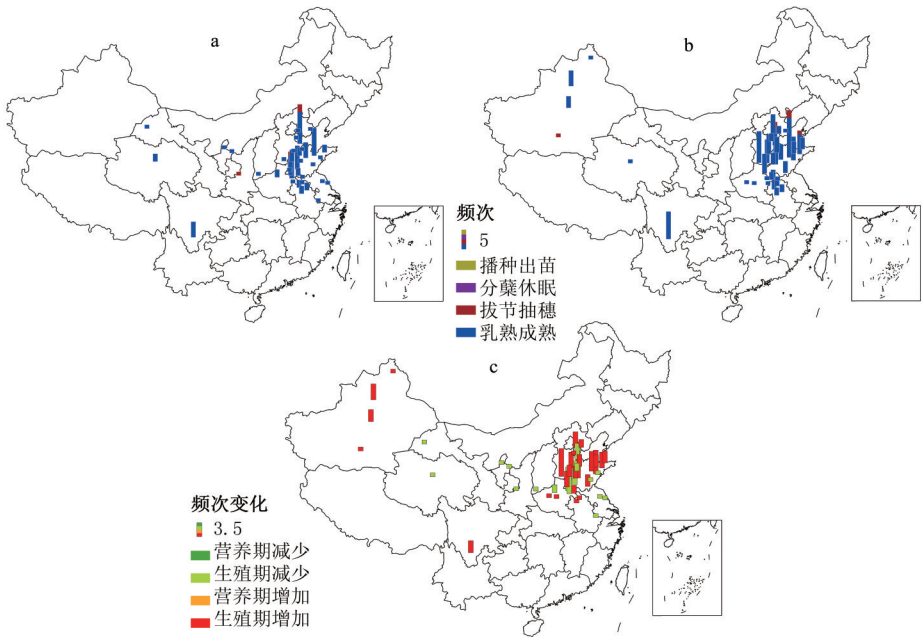 a
b
频次
5
播种出苗
分蘖休眠
拔节抽穗
乳熟成熟
c
频次变化
3.5
营养期减少
生殖期减少
营养期增加
生殖期增加